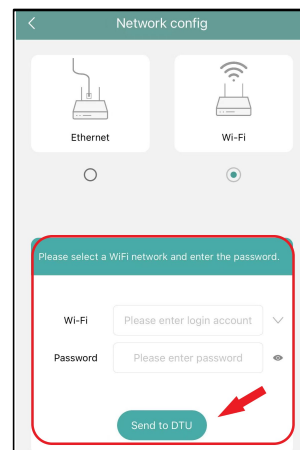 Network config
Ethernet
Wi-Fi
Please select a WiFi network and enter the password.
Wi-Fi
Please enter login account
Password
Please enter password
Send to DTU